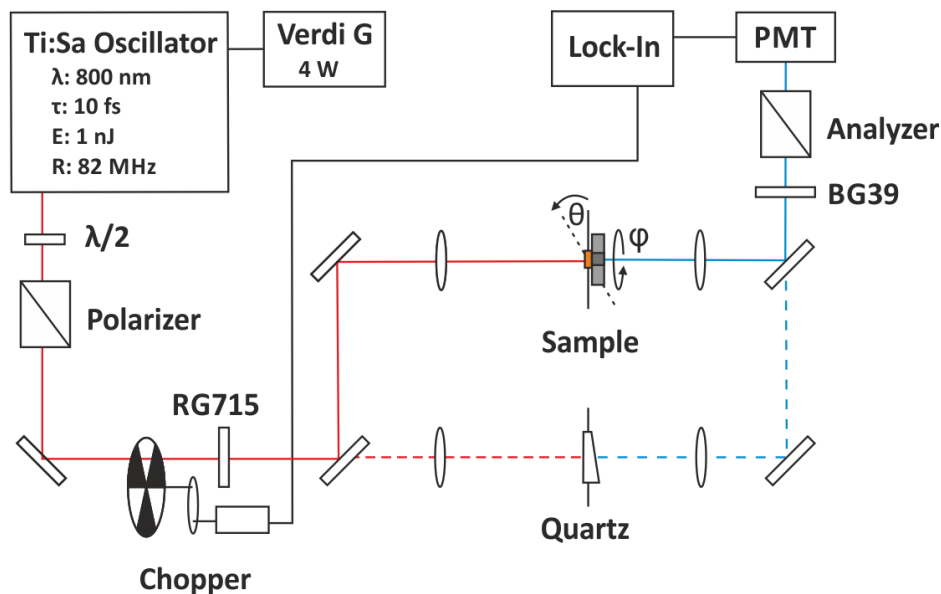 Ti:Sa Oscillator
λ: 800 nm
τ: 10 fs
E: 1 nJ
R: 82 MHz
Verdi G
4 W
Lock-In
PMT
Analyzer
BG39
λ/2
θ
φ
Polarizer
Sample
RG715
Quartz
Chopper